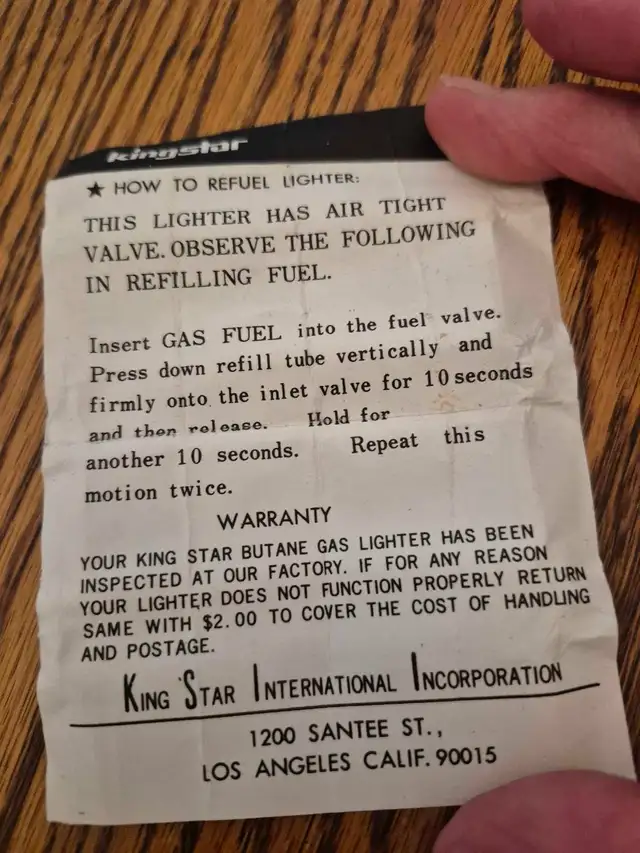 kingstar
★ HOW TO REFUEL LIGHTER:
THIS LIGHTER HAS AIR TIGHT
VALVE. OBSERVE THE FOLLOWING
IN REFILLING FUEL.
Insert GAS FUEL into the fuel valve.
Press down refill tube vertically and
firmly onto the inlet valve for 10 seconds
and then release. Hold for
another 10 seconds. Repeat this
motion twice.
WARRANTY
YOUR KING STAR BUTANE GAS LIGHTER HAS BEEN
INSPECTED AT OUR FACTORY. IF FOR ANY REASON
YOUR LIGHTER DOES NOT FUNCTION PROPERLY RETURN
SAME WITH $2.00 TO COVER THE COST OF HANDLING
AND POSTAGE.
KING STAR INTERNATIONAL INCORPORATION
1200 SANTEE ST.,
LOS ANGELES CALIF. 90015